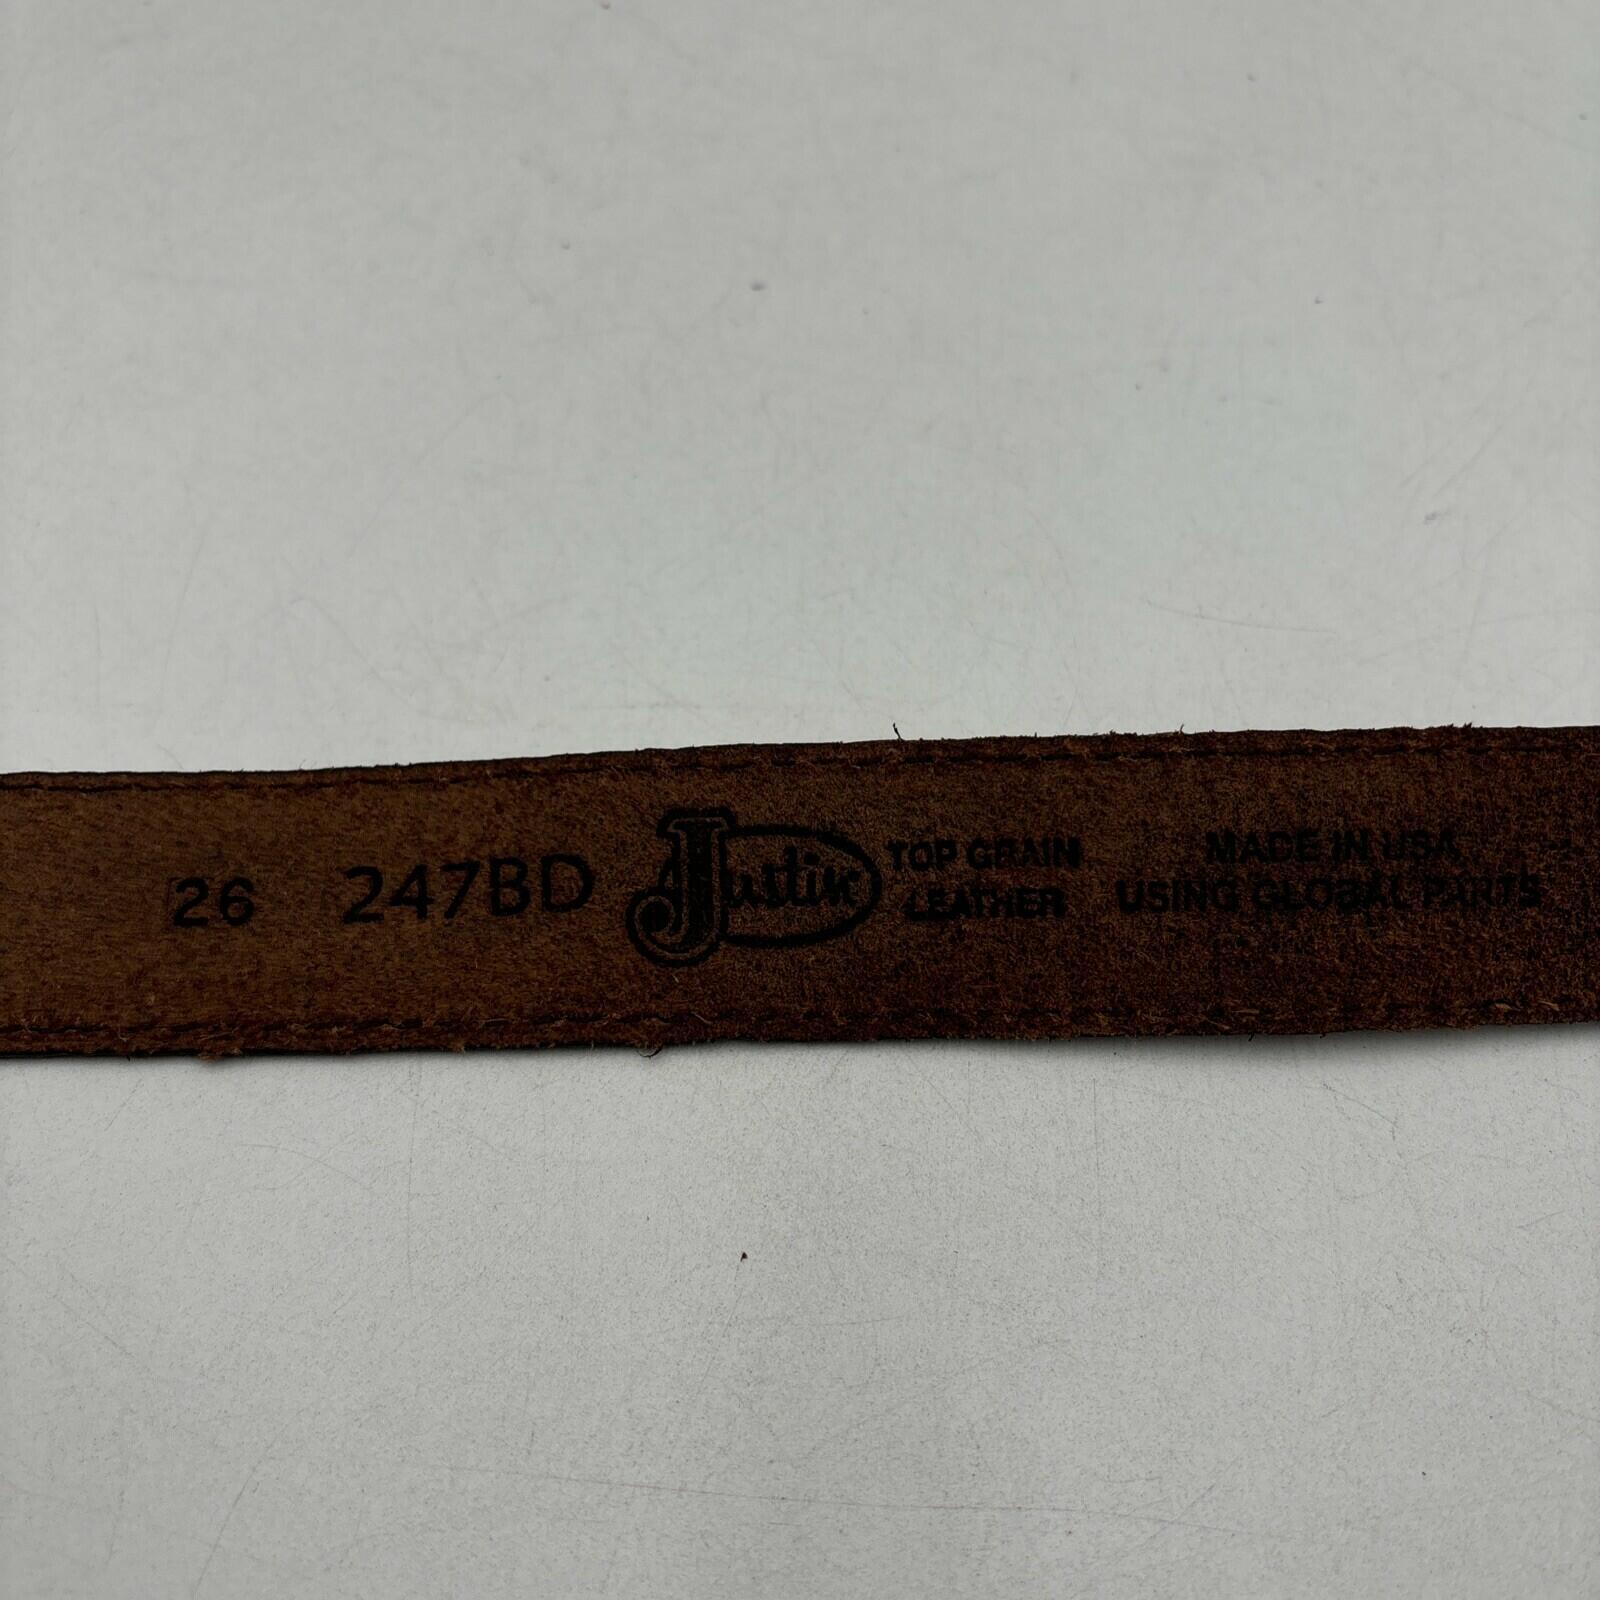 26 247BD Justin TOP GRAIN
LEATHER
MADE IN USA
USING GLOBAL PARTS